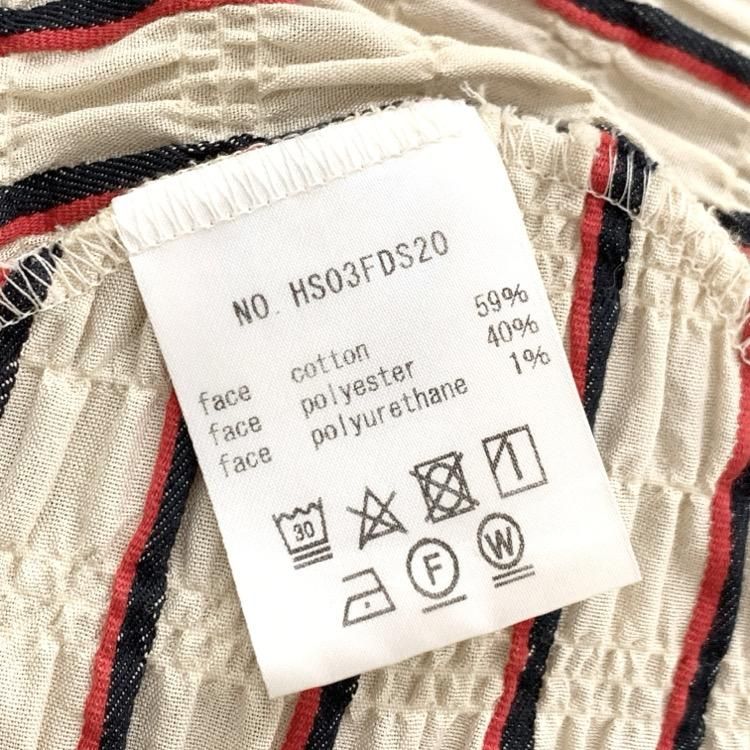 NO. HS03FDS20
face cotton 59%
face polyester 40%
face polyurethane 1%
30
F W